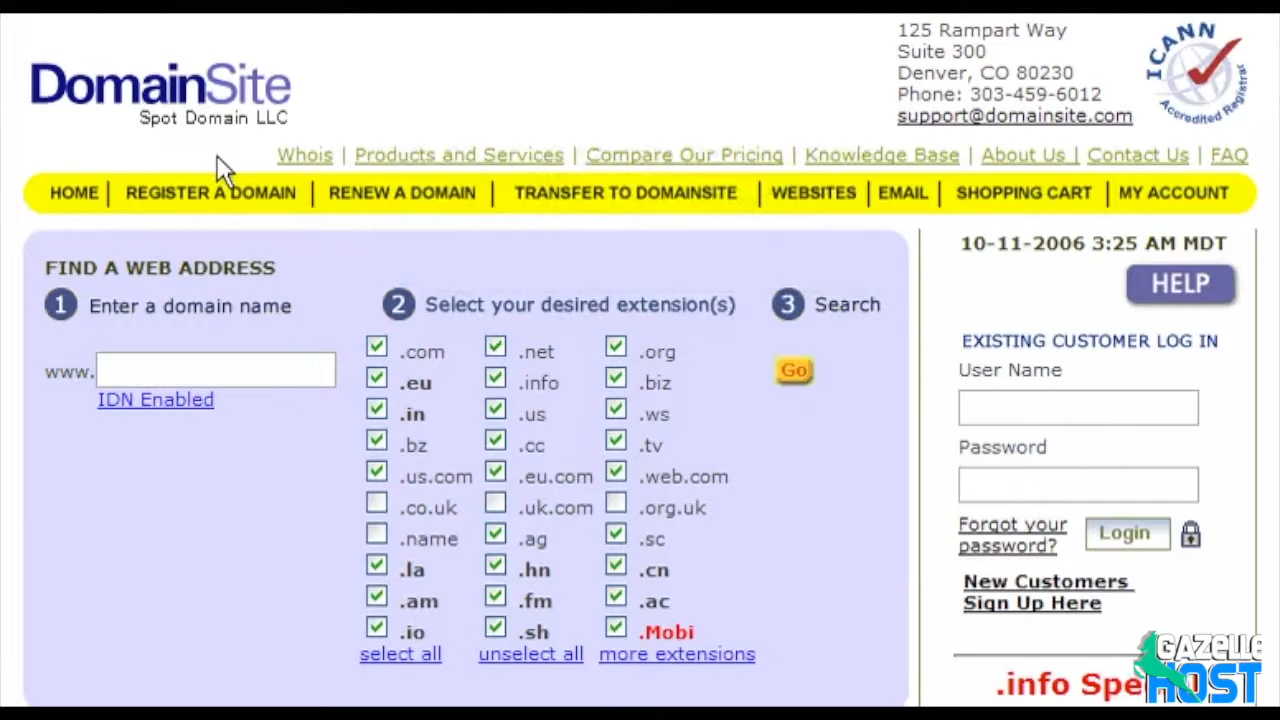 125 Rampart Way
Suite 300
Denver, CO 80230
Phone: 303-459-6012
support@domainsite.com
ICANN
Accredited Registrar
DomainSite
Spot Domain LLC
Whois | Products and Services | Compare Our Pricing | Knowledge Base | About Us | Contact Us | FAQ
HOME | REGISTER A DOMAIN | RENEW A DOMAIN | TRANSFER TO DOMAINSITE | WEBSITES | EMAIL | SHOPPING CART | MY ACCOUNT
FIND A WEB ADDRESS
1 Enter a domain name
2 Select your desired extension(s)
3 Search
www.
IDN Enabled
.com .net .org
.eu .info .biz
.in .us .ws
.bz .cc .tv
.us.com .eu.com .web.com
.co.uk .uk.com .org.uk
.name .ag .sc
.la .hn .cn
.am .fm .ac
.io .sh .Mobi
select all unselect all more extensions
Go
10-11-2006 3:25 AM MDT
HELP
EXISTING CUSTOMER LOG IN
User Name
Password
Forgot your
password?
Login
New Customers
Sign Up Here
.info
GAZELLE
HOST